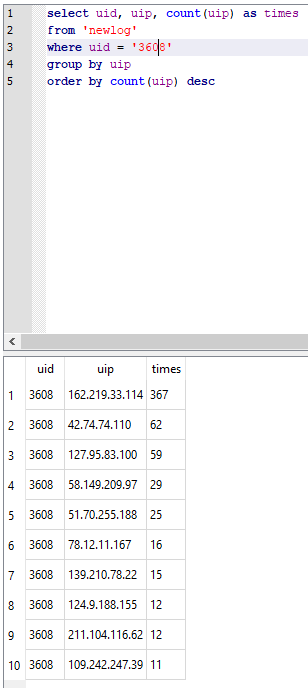 1 select uid, uip, count(uip) as times
2 from 'newlog'
3 where uid = '3608'
4 group by uip
5 order by count(uip) desc
uid uip times
1 3608 162.219.33.114 367
2 3608 42.74.74.110 62
3 3608 127.95.83.100 59
4 3608 58.149.209.97 29
5 3608 51.70.255.188 25
6 3608 78.12.11.167 16
7 3608 139.210.78.22 15
8 3608 124.9.188.155 12
9 3608 211.104.116.62 12
10 3608 109.242.247.39 11